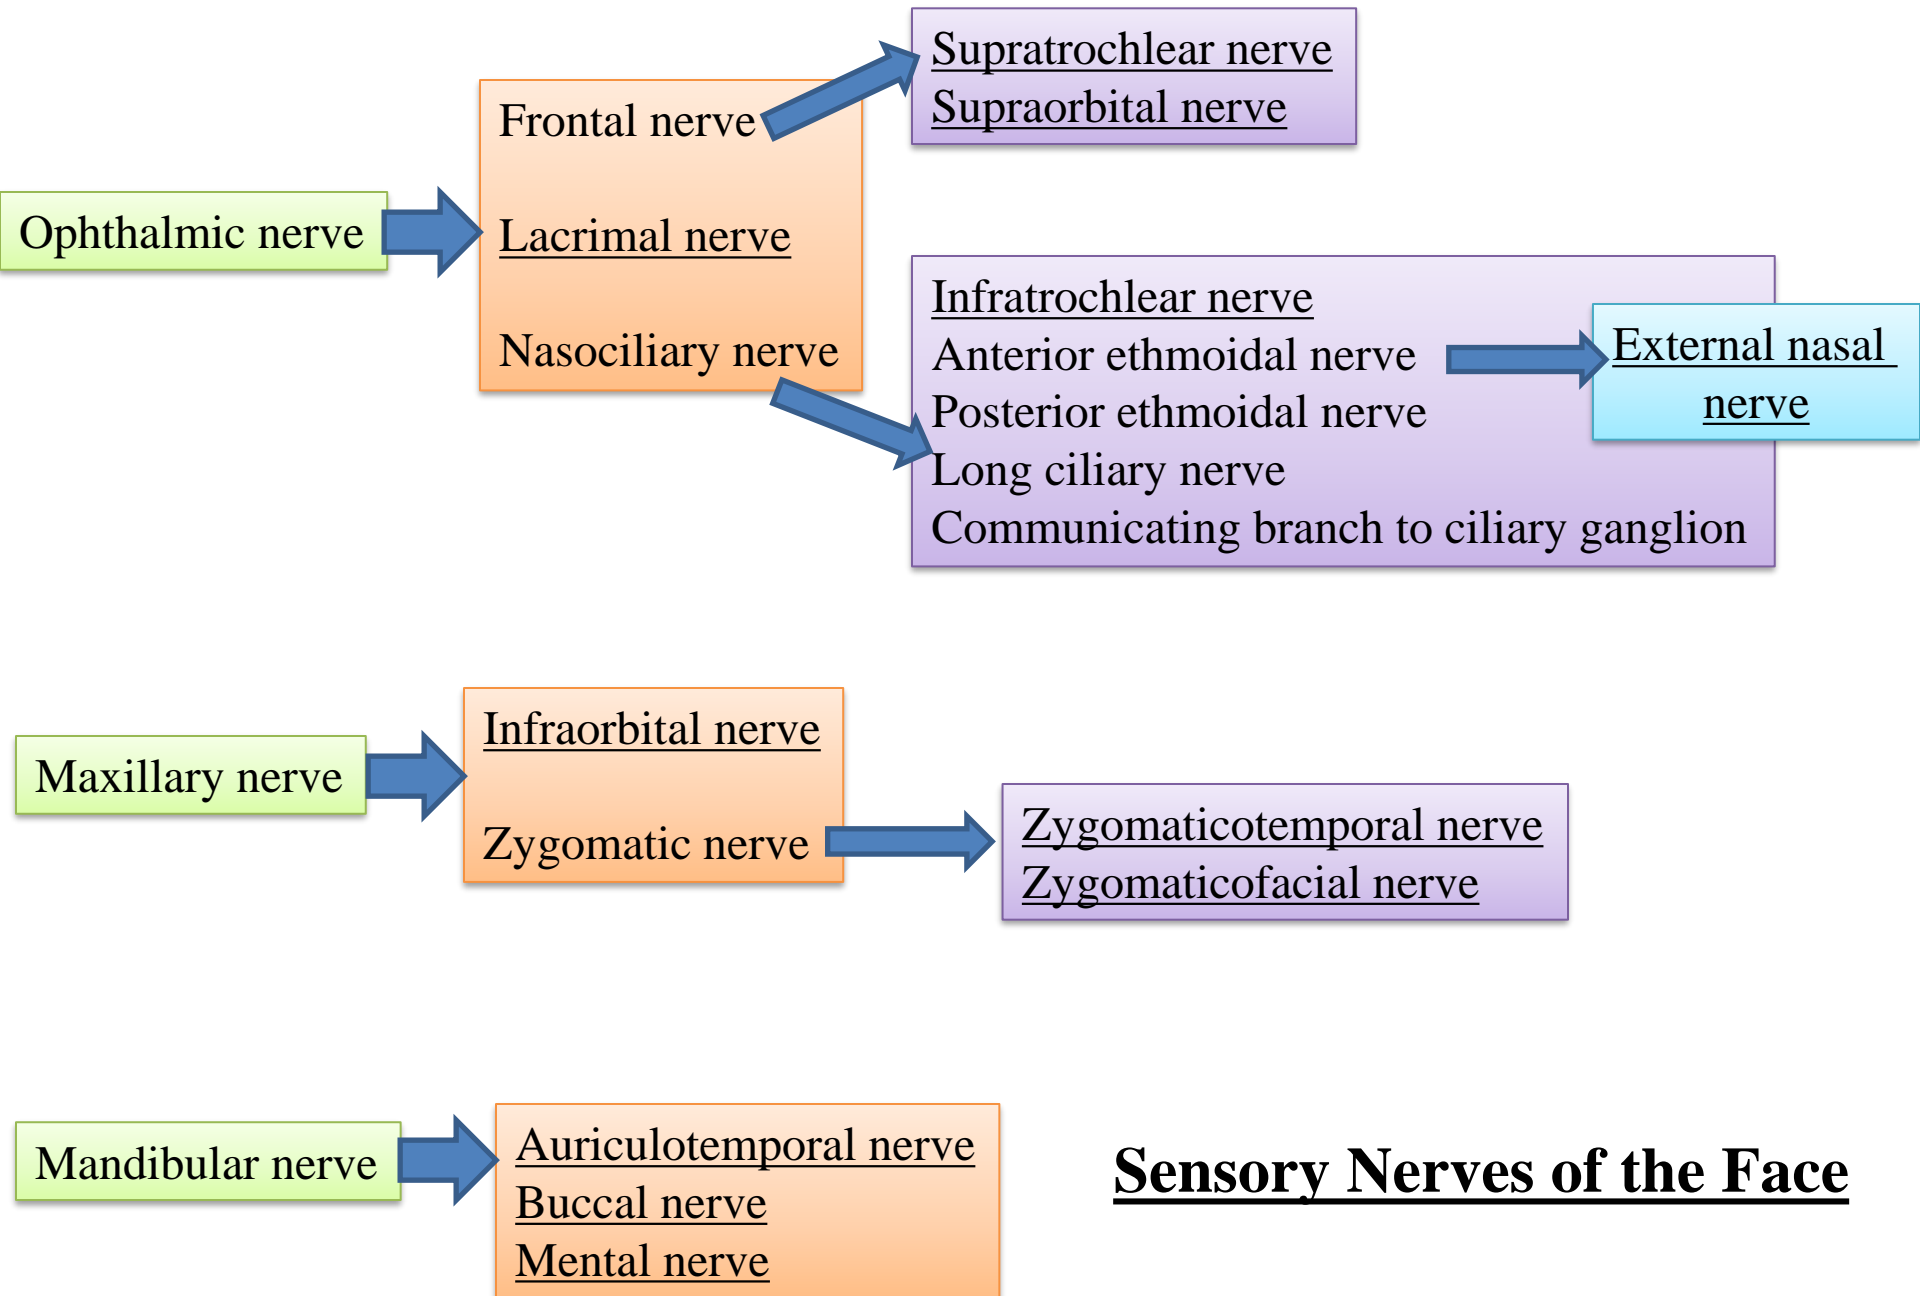 Ophthalmic nerve
Frontal nerve
Lacrimal nerve
Nasociliary nerve
Supratrochlear nerve
Supraorbital nerve
Infratrochlear nerve
Anterior ethmoidal nerve
Posterior ethmoidal nerve
Long ciliary nerve
Communicating branch to ciliary ganglion
External nasal
nerve
Maxillary nerve
Infraorbital nerve
Zygomatic nerve
Zygomaticotemporal nerve
Zygomaticofacial nerve
Mandibular nerve
Auriculotemporal nerve
Buccal nerve
Mental nerve
Sensory Nerves of the Face